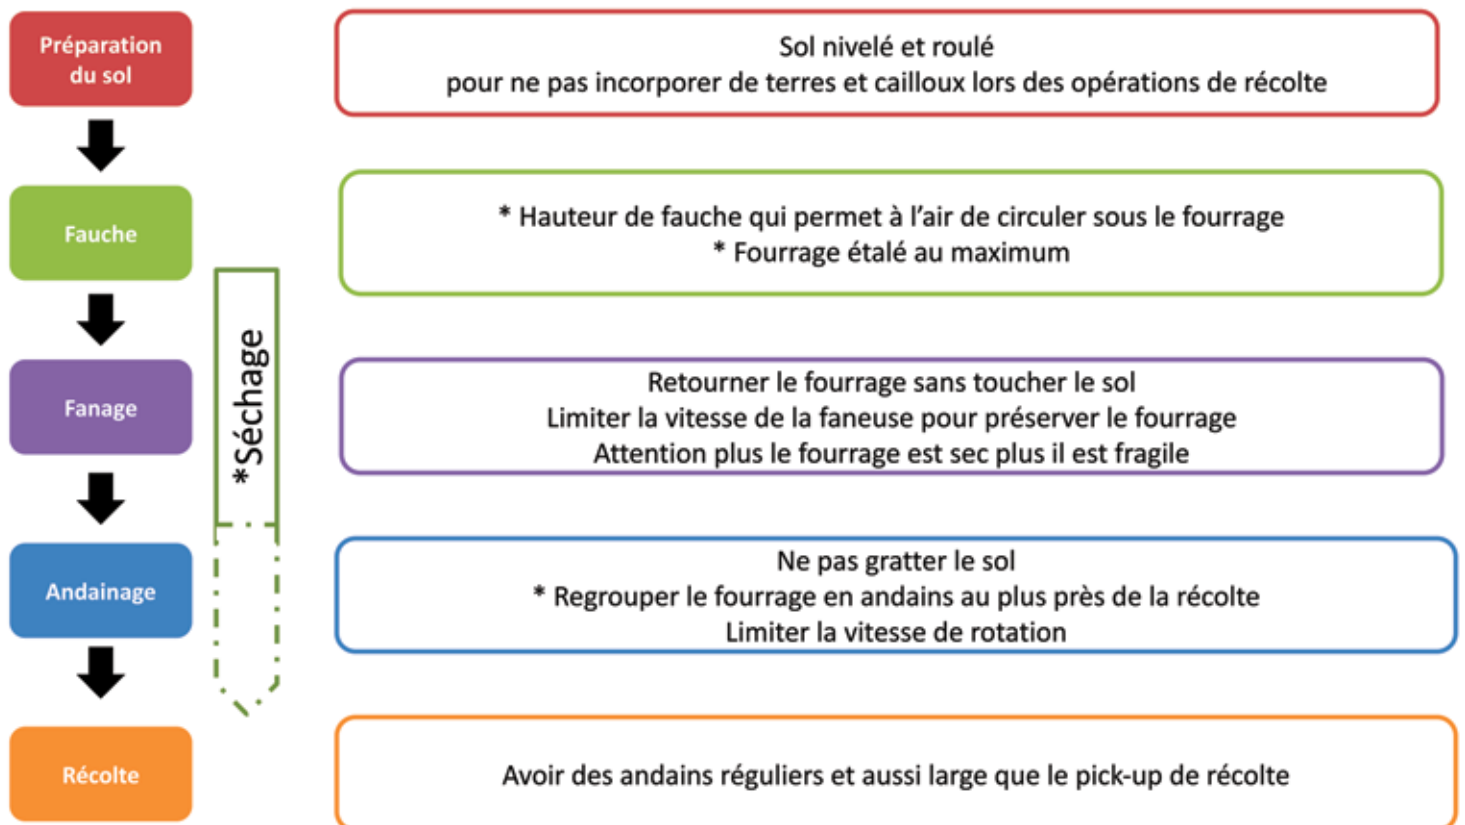 Préparation
du sol
Sol nivelé et roulé
pour ne pas incorporer de terres et cailloux lors des opérations de récolte
Fauche
* Hauteur de fauche qui permet à l'air de circuler sous le fourrage
* Fourrage étalé au maximum
*Séchage
Fanage
Retourner le fourrage sans toucher le sol
Limiter la vitesse de la faneuse pour préserver le fourrage
Attention plus le fourrage est sec plus il est fragile
Andainage
Ne pas gratter le sol
* Regrouper le fourrage en andains au plus près de la récolte
Limiter la vitesse de rotation
Récolte
Avoir des andains réguliers et aussi large que le pick-up de récolte